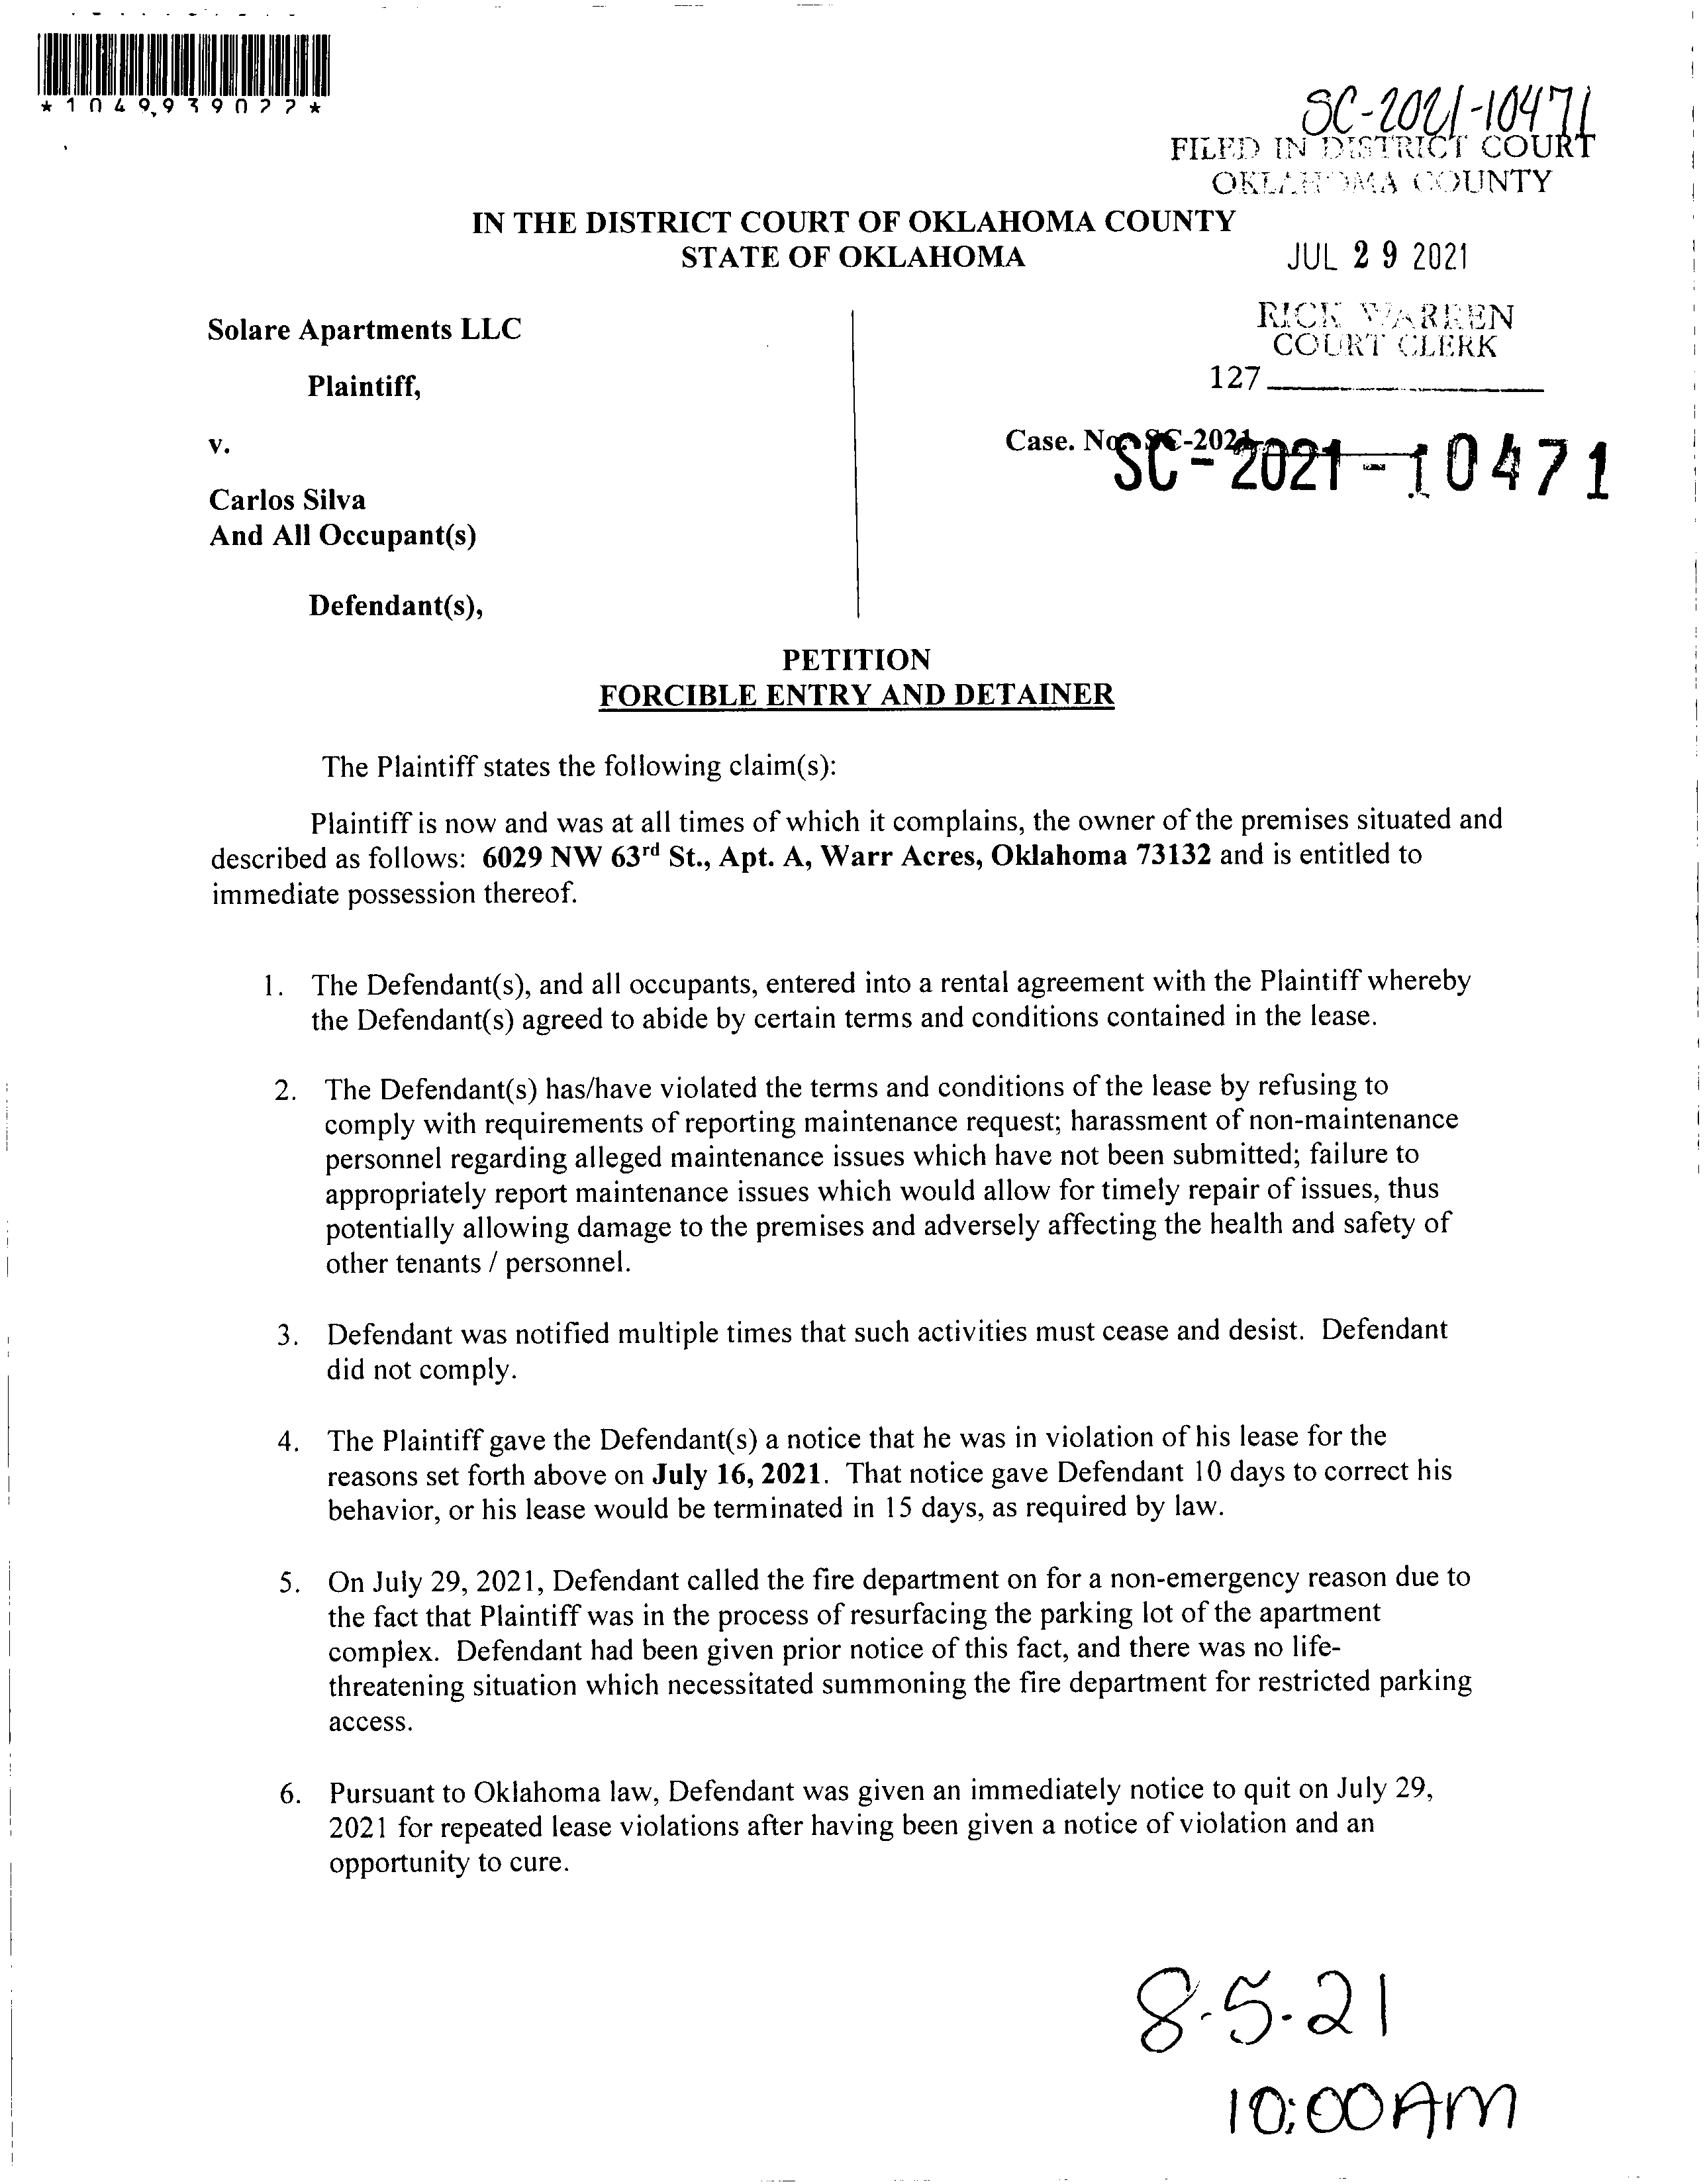 *1049939027*
SC-2021-10471
FILED IN DISTRICT COURT
OKLAHOMA COUNTY
IN THE DISTRICT COURT OF OKLAHOMA COUNTY
STATE OF OKLAHOMA
JUL 29 2021
RICK WARREN
COURT CLERK
127
Solare Apartments LLC
Plaintiff,
v.
Case. No. SC-2021-
SC-2021-10471
Carlos Silva
And All Occupant(s)
Defendant(s),
PETITION
FORCIBLE ENTRY AND DETAINER
The Plaintiff states the following claim(s):
Plaintiff is now and was at all times of which it complains, the owner of the premises situated and
described as follows: 6029 NW 63rd St., Apt. A, Warr Acres, Oklahoma 73132 and is entitled to
immediate possession thereof.
1. The Defendant(s), and all occupants, entered into a rental agreement with the Plaintiff whereby
the Defendant(s) agreed to abide by certain terms and conditions contained in the lease.
2. The Defendant(s) has/have violated the terms and conditions of the lease by refusing to
comply with requirements of reporting maintenance request; harassment of non-maintenance
personnel regarding alleged maintenance issues which have not been submitted; failure to
appropriately report maintenance issues which would allow for timely repair of issues, thus
potentially allowing damage to the premises and adversely affecting the health and safety of
other tenants / personnel.
3. Defendant was notified multiple times that such activities must cease and desist. Defendant
did not comply.
4. The Plaintiff gave the Defendant(s) a notice that he was in violation of his lease for the
reasons set forth above on July 16, 2021. That notice gave Defendant 10 days to correct his
behavior, or his lease would be terminated in 15 days, as required by law.
5. On July 29, 2021, Defendant called the fire department on for a non-emergency reason due to
the fact that Plaintiff was in the process of resurfacing the parking lot of the apartment
complex. Defendant had been given prior notice of this fact, and there was no life-
threatening situation which necessitated summoning the fire department for restricted parking
access.
6. Pursuant to Oklahoma law, Defendant was given an immediately notice to quit on July 29,
2021 for repeated lease violations after having been given a notice of violation and an
opportunity to cure.
8-5-21
10:00AM